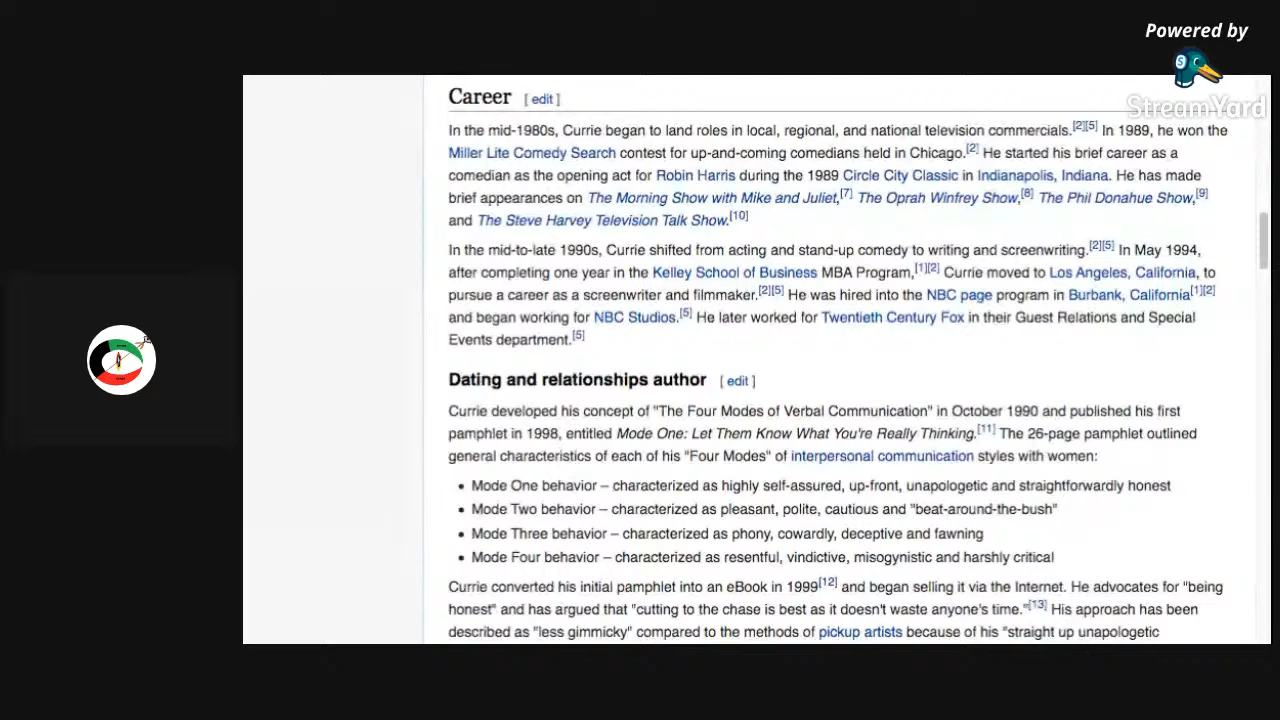 Powered by
StreamYard
Career [ edit ]
In the mid-1980s, Currie began to land roles in local, regional, and national television commercials.[2][5] In 1989, he won the
Miller Lite Comedy Search contest for up-and-coming comedians held in Chicago.[2] He started his brief career as a
comedian as the opening act for Robin Harris during the 1989 Circle City Classic in Indianapolis, Indiana. He has made
brief appearances on The Morning Show with Mike and Juliet,[7] The Oprah Winfrey Show,[8] The Phil Donahue Show,[9]
and The Steve Harvey Television Talk Show.[10]
In the mid-to-late 1990s, Currie shifted from acting and stand-up comedy to writing and screenwriting.[2][5] In May 1994,
after completing one year in the Kelley School of Business MBA Program,[1][2] Currie moved to Los Angeles, California, to
pursue a career as a screenwriter and filmmaker.[2][5] He was hired into the NBC page program in Burbank, California[1][2]
and began working for NBC Studios.[5] He later worked for Twentieth Century Fox in their Guest Relations and Special
Events department.[5]
Dating and relationships author [ edit ]
Currie developed his concept of "The Four Modes of Verbal Communication" in October 1990 and published his first
pamphlet in 1998, entitled Mode One: Let Them Know What You're Really Thinking.[11] The 26-page pamphlet outlined
general characteristics of each of his "Four Modes" of interpersonal communication styles with women:
• Mode One behavior – characterized as highly self-assured, up-front, unapologetic and straightforwardly honest
• Mode Two behavior – characterized as pleasant, polite, cautious and "beat-around-the-bush"
• Mode Three behavior – characterized as phony, cowardly, deceptive and fawning
• Mode Four behavior – characterized as resentful, vindictive, misogynistic and harshly critical
Currie converted his initial pamphlet into an eBook in 1999[12] and began selling it via the Internet. He advocates for "being
honest" and has argued that "cutting to the chase is best as it doesn't waste anyone's time."[13] His approach has been
described as "less gimmicky" compared to the methods of pickup artists because of his "straight up unapologetic